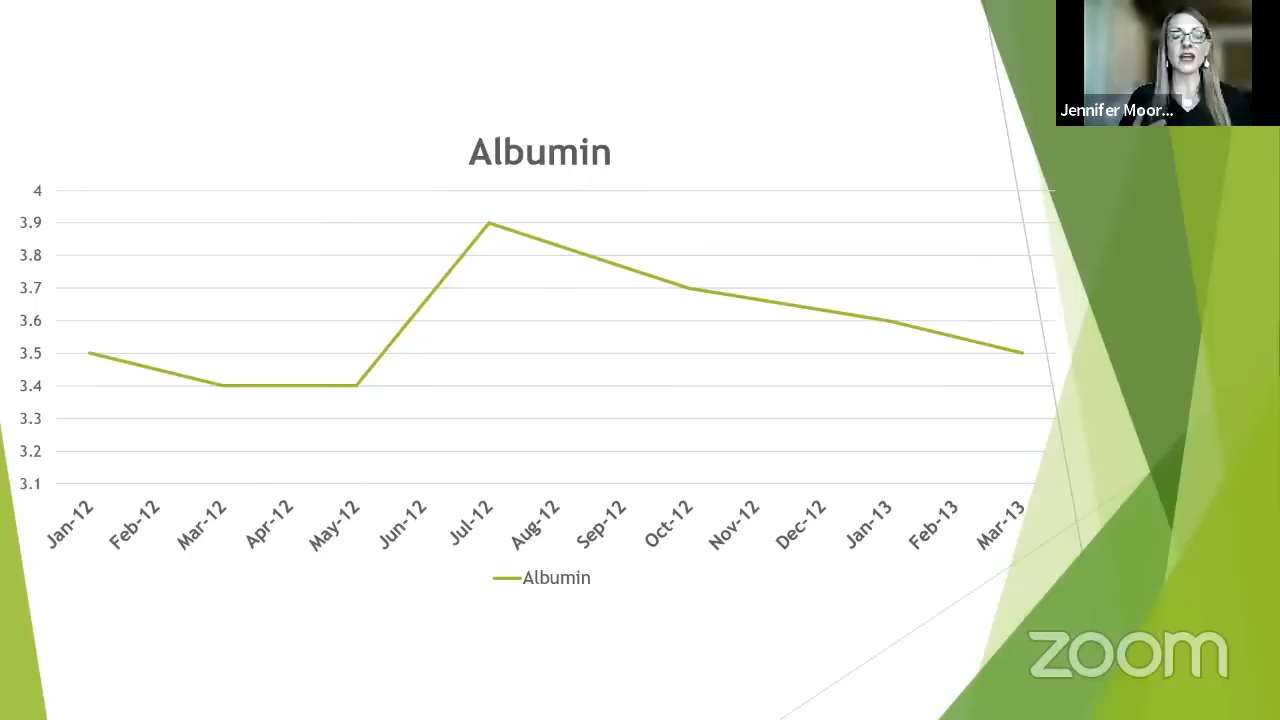 Jennifer Moor...
Albumin
4
3.9
3.8
3.7
3.6
3.5
3.4
3.3
3.2
3.1
Jan-12 Feb-12 Mar-12 Apr-12 May-12 Jun-12 Jul-12 Aug-12 Sep-12 Oct-12 Nov-12 Dec-12 Jan-13 Feb-13 Mar-13
Albumin
zoom